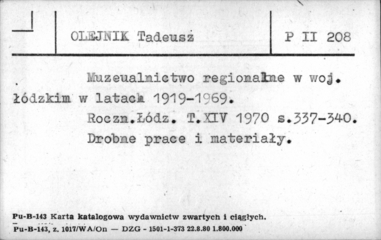 OLEJNIK Tadeusz
P II 208
Muzeualnictwo regionalne w woj.
łódzkim w latach 1919-1969.
Roczn.Łódz. T.XIV 1970 s.337-340.
Drobne prace i materiały.
Pu-B-143 Karta katalogowa wydawnictw zwartych i ciągłych.
Pu-B-143, z. 1017/WA/On — DZG - 1501-1-373 22.8.80 1.800.000